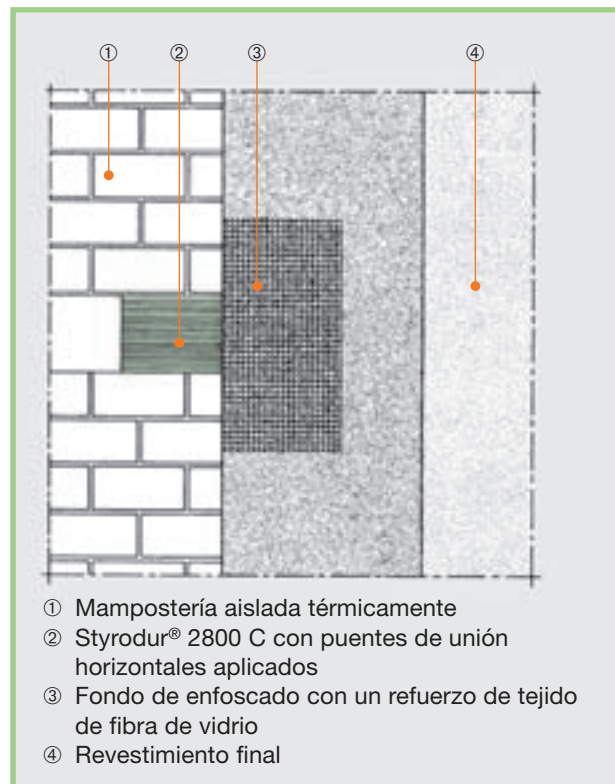 ① ② ③ ④
① Mampostería aislada térmicamente
② Styrodur® 2800 C con puentes de unión
horizontales aplicados
③ Fondo de enfoscado con un refuerzo de tejido
de fibra de vidrio
④ Revestimiento final